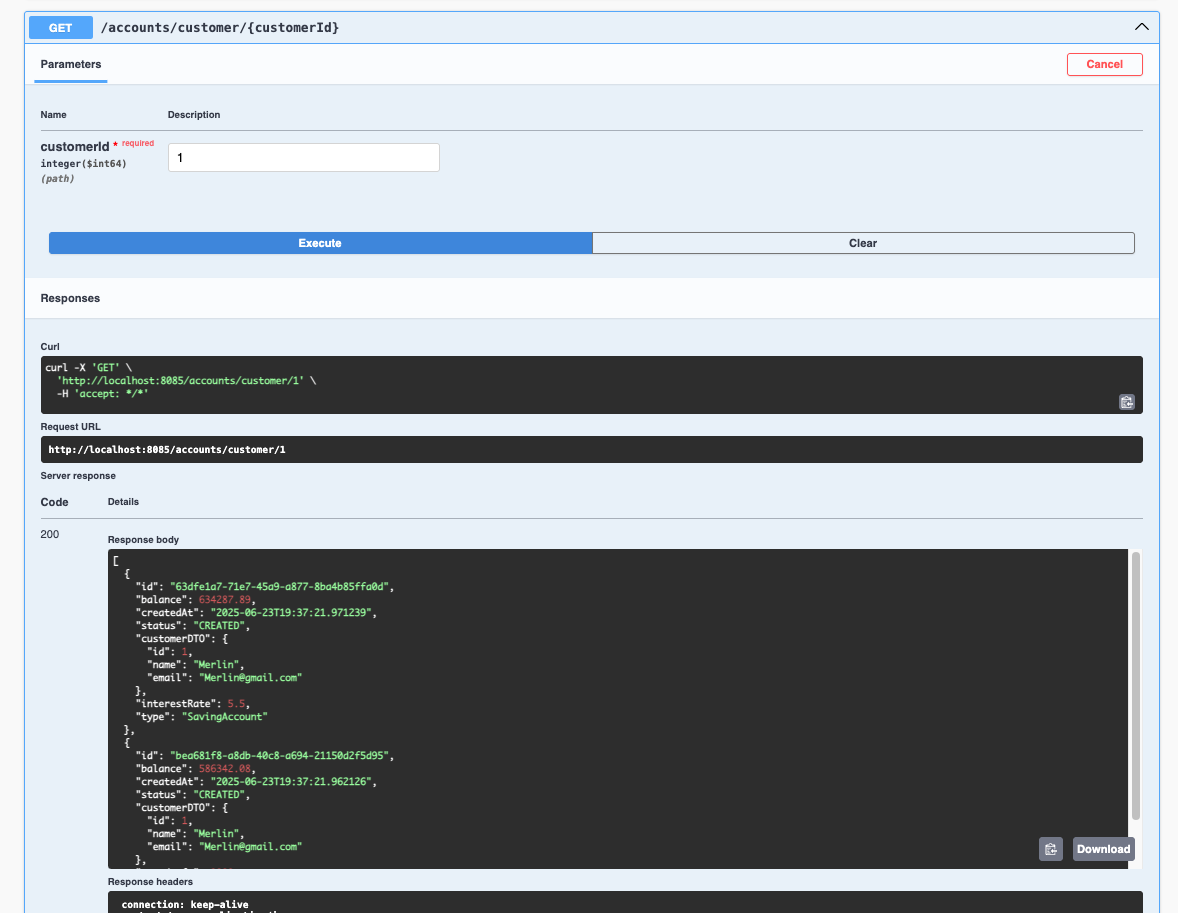 GET /accounts/customer/{customerId}
Parameters
Cancel
Name Description
customerId * required
integer($int64)
(path)
1
Execute Clear
Responses
Curl
curl -X 'GET' \
'http://localhost:8085/accounts/customer/1' \
-H 'accept: */*'
Request URL
http://localhost:8085/accounts/customer/1
Server response
Code Details
200
Response body
[
{
"id": "63dfe1a7-71e7-45a9-a877-8ba4b85ffa0d",
"balance": 634287.89,
"createdAt": "2025-06-23T19:37:21.971239",
"status": "CREATED",
"customerDTO": {
"id": 1,
"name": "Merlin",
"email": "Merlin@gmail.com"
},
"interestRate": 5.5,
"type": "SavingAccount"
},
{
"id": "bea681f8-a8db-40c8-a694-21150d2f5d95",
"balance": 586342.08,
"createdAt": "2025-06-23T19:37:21.962126",
"status": "CREATED",
"customerDTO": {
"id": 1,
"name": "Merlin",
"email": "Merlin@gmail.com"
},
Download
Response headers
connection: keep-alive